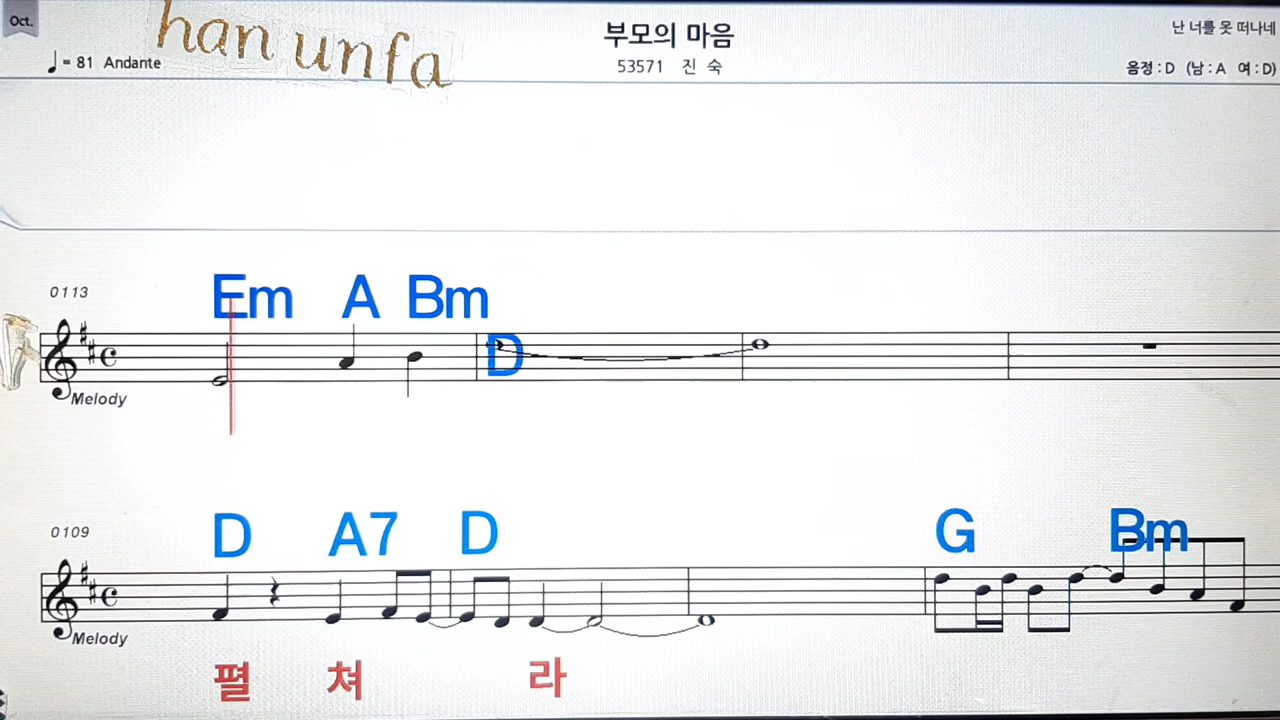 Oct.
han unfa
부모의 마음
난 너를 못 떠나네
♩= 81 Andante
53571 진 숙
음정 : D (남 : A 여 : D)
0113
Em A Bm
D
Melody
0109
D A7 D G Bm
Melody
펼 쳐 라